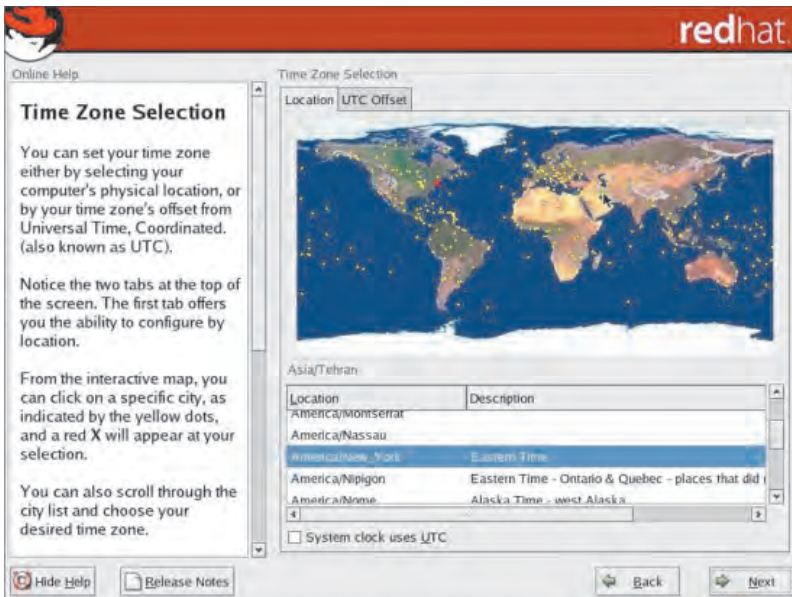 redhat.
Online Help
Time Zone Selection
You can set your time zone
either by selecting your
computer's physical location, or
by your time zone's offset from
Universal Time, Coordinated.
(also known as UTC).
Notice the two tabs at the top of
the screen. The first tab offers
you the ability to configure by
location.
From the interactive map, you
can click on a specific city, as
indicated by the yellow dots,
and a red X will appear at your
selection.
You can also scroll through the
city list and choose your
desired time zone.
Time Zone Selection
Location UTC Offset
Asia/Tehran
Location Description
America/Montserrat
America/Nassau
America/New_York Eastern Time
America/Nipigon Eastern Time - Ontario & Quebec - places that did
America/Nome Alaska Time - west Alaska
System clock uses UTC
Hide Help Release Notes Back Next